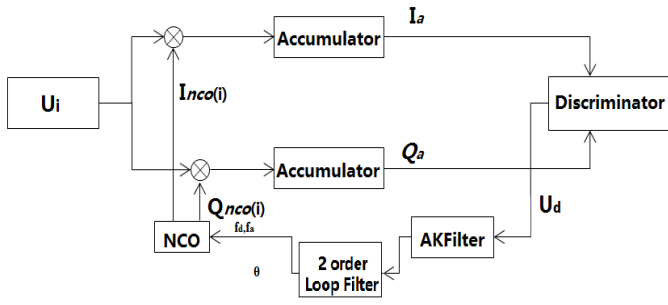 Ia
Accumulator
Inco(i)
Ui
Discriminator
Accumulator
Qa
Qnco(i)
Ud
fd,fa
NCO
AKFilter
θ
2 order
Loop Filter